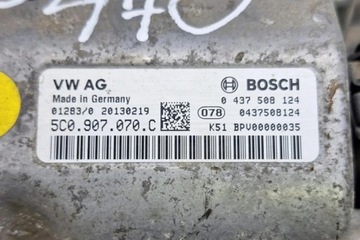 VW AG
Made in Germany
01283/0 20130219
5C0.907.070.C
BOSCH
0 437 508 124
078 0437508124
K51 BPV00000035